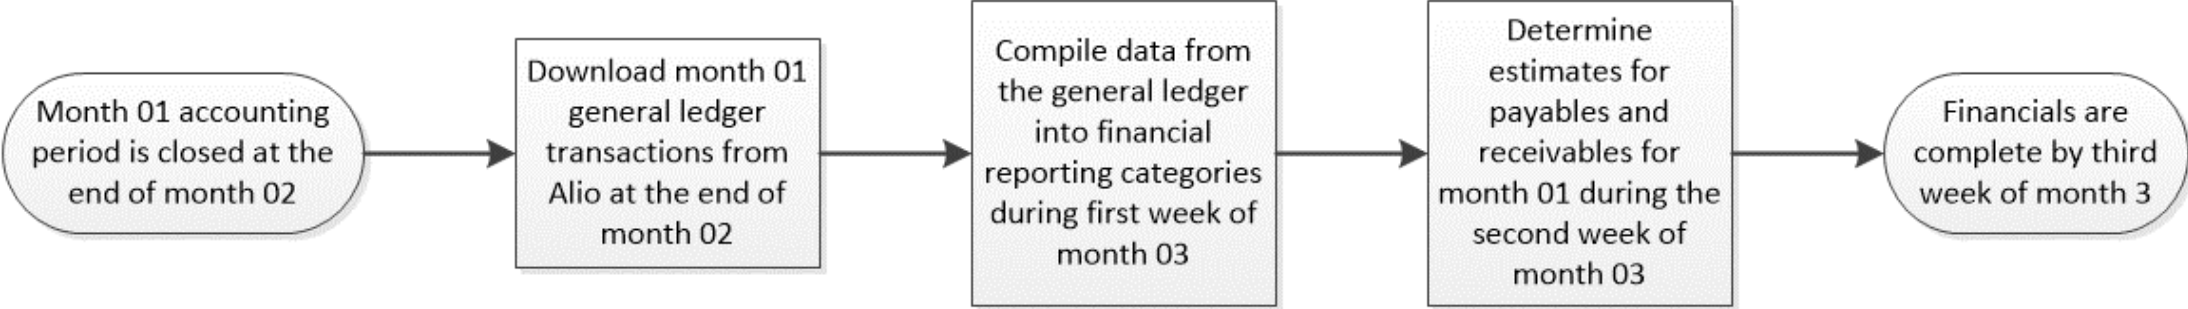 Month 01 accounting
period is closed at the
end of month 02
Download month 01
general ledger
transactions from
Alio at the end of
month 02
Compile data from
the general ledger
into financial
reporting categories
during first week of
month 03
Determine
estimates for
payables and
receivables for
month 01 during the
second week of
month 03
Financials are
complete by third
week of month 3